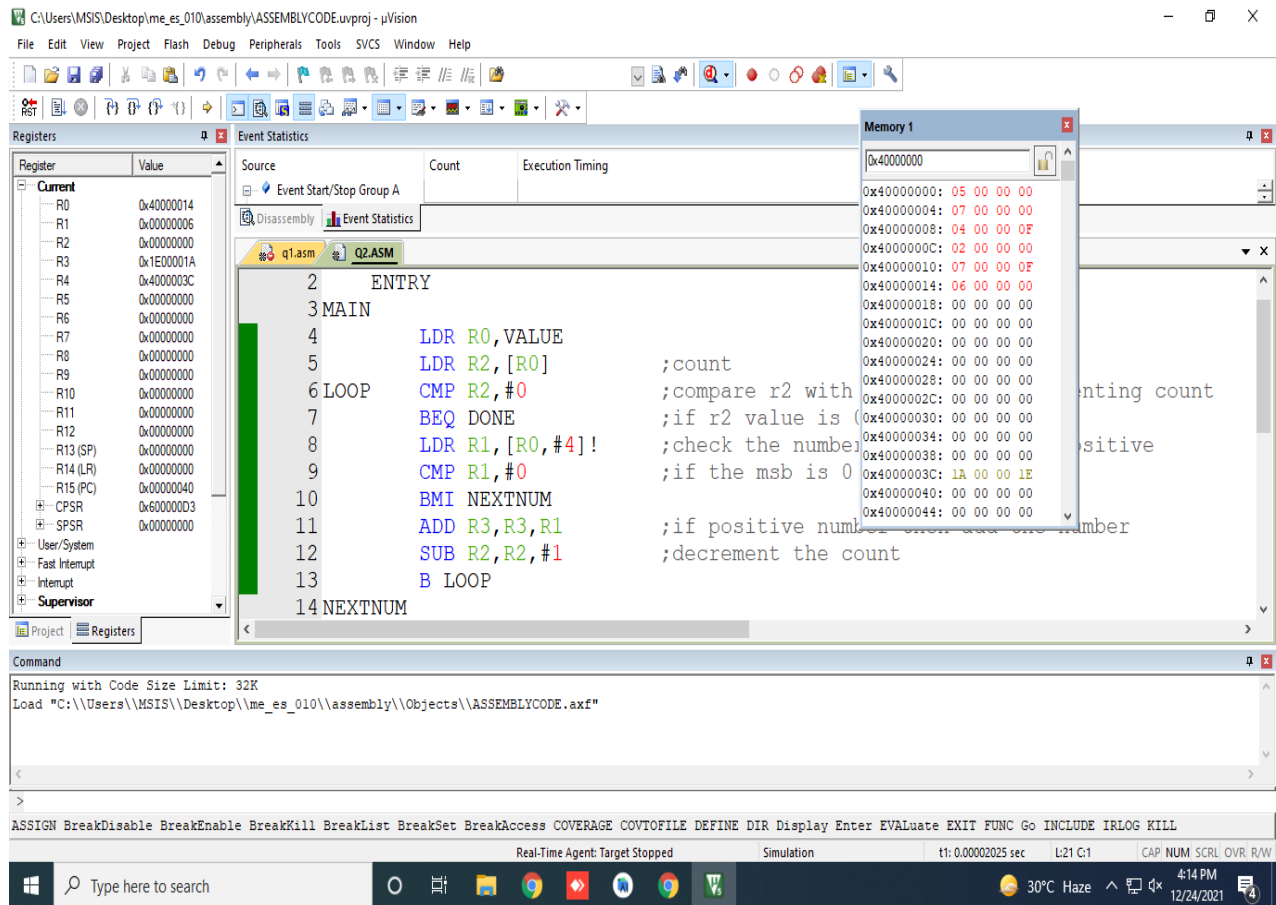 C:\Users\MSIS\Desktop\me_es_010\assembly\ASSEMBLYCODE.uvproj - µVision
File Edit View Project Flash Debug Peripherals Tools SVCS Window Help
RST
Registers
Register Value
Current
R0 0x40000014
R1 0x00000006
R2 0x00000000
R3 0x1E00001A
R4 0x4000003C
R5 0x00000000
R6 0x00000000
R7 0x00000000
R8 0x00000000
R9 0x00000000
R10 0x00000000
R11 0x00000000
R12 0x00000000
R13 (SP) 0x00000000
R14 (LR) 0x00000000
R15 (PC) 0x00000040
CPSR 0x600000D3
SPSR 0x00000000
User/System
Fast Interrupt
Interrupt
Supervisor
Project Registers
Event Statistics
Source Count Execution Timing
Event Start/Stop Group A
Disassembly Event Statistics
q1.asm Q2.ASM
2 ENTRY
3 MAIN
4 LDR R0,VALUE
5 LDR R2,[R0] ;count
6 LOOP CMP R2,#0 ;compare r2 with enting count
7 BEQ DONE ;if r2 value is
8 LDR R1,[R0,#4]! ;check the number sitive
9 CMP R1,#0 ;if the msb is 0
10 BMI NEXTNUM
11 ADD R3,R3,R1 ;if positive number then add the number
12 SUB R2,R2,#1 ;decrement the count
13 B LOOP
14 NEXTNUM
Memory 1
0x40000000
0x40000000: 05 00 00 00
0x40000004: 07 00 00 00
0x40000008: 04 00 00 0F
0x4000000C: 02 00 00 00
0x40000010: 07 00 00 0F
0x40000014: 06 00 00 00
0x40000018: 00 00 00 00
0x4000001C: 00 00 00 00
0x40000020: 00 00 00 00
0x40000024: 00 00 00 00
0x40000028: 00 00 00 00
0x4000002C: 00 00 00 00
0x40000030: 00 00 00 00
0x40000034: 00 00 00 00
0x40000038: 00 00 00 00
0x4000003C: 1A 00 00 1E
0x40000040: 00 00 00 00
0x40000044: 00 00 00 00
Command
Running with Code Size Limit: 32K
Load "C:\\Users\\MSIS\\Desktop\\me_es_010\\assembly\\Objects\\ASSEMBLYCODE.axf"
>
ASSIGN BreakDisable BreakEnable BreakKill BreakList BreakSet BreakAccess COVERAGE COVTOFILE DEFINE DIR Display Enter EVALuate EXIT FUNC Go INCLUDE IRLOG KILL
Real-Time Agent: Target Stopped Simulation t1: 0.00002025 sec L:21 C:1 CAP NUM SCRL OVR R/W
Type here to search
30°C Haze
4:14 PM
12/24/2021
4